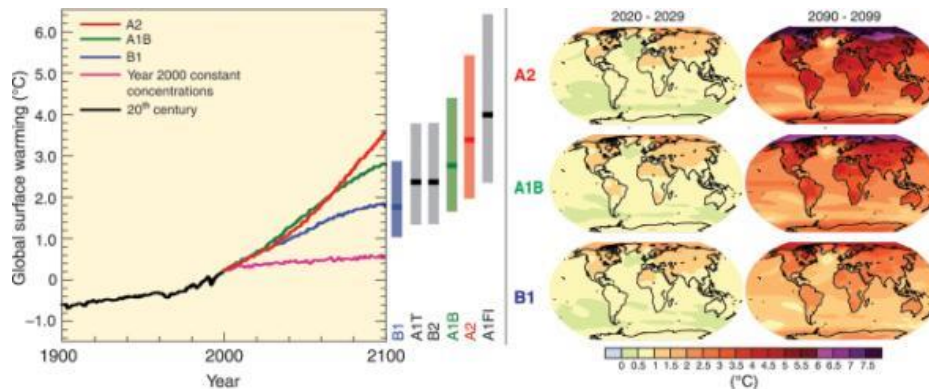 A2
A1B
B1
Year 2000 constant
concentrations
20th century
Global surface warming (°C)
6.0
5.0
4.0
3.0
2.0
1.0
0
–1.0
1900
2000
2100
Year
B1
A1T
B2
A1B
A2
A1FI
2020 - 2029
2090 - 2099
A2
A1B
B1
0 0.5 1 1.5 2 2.5 3 3.5 4 4.5 5 5.5 6 6.5 7 7.5
(°C)